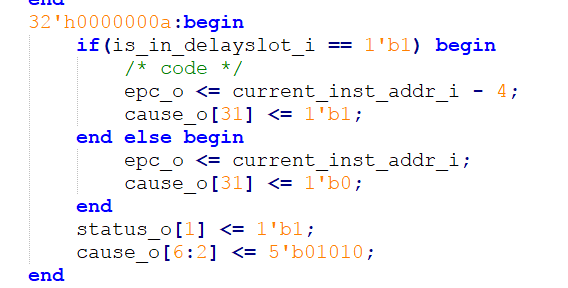 end
32'h0000000a:begin
if(is_in_delayslot_i == 1'b1) begin
/* code */
epc_o <= current_inst_addr_i - 4;
cause_o[31] <= 1'b1;
end else begin
epc_o <= current_inst_addr_i;
cause_o[31] <= 1'b0;
end
status_o[1] <= 1'b1;
cause_o[6:2] <= 5'b01010;
end